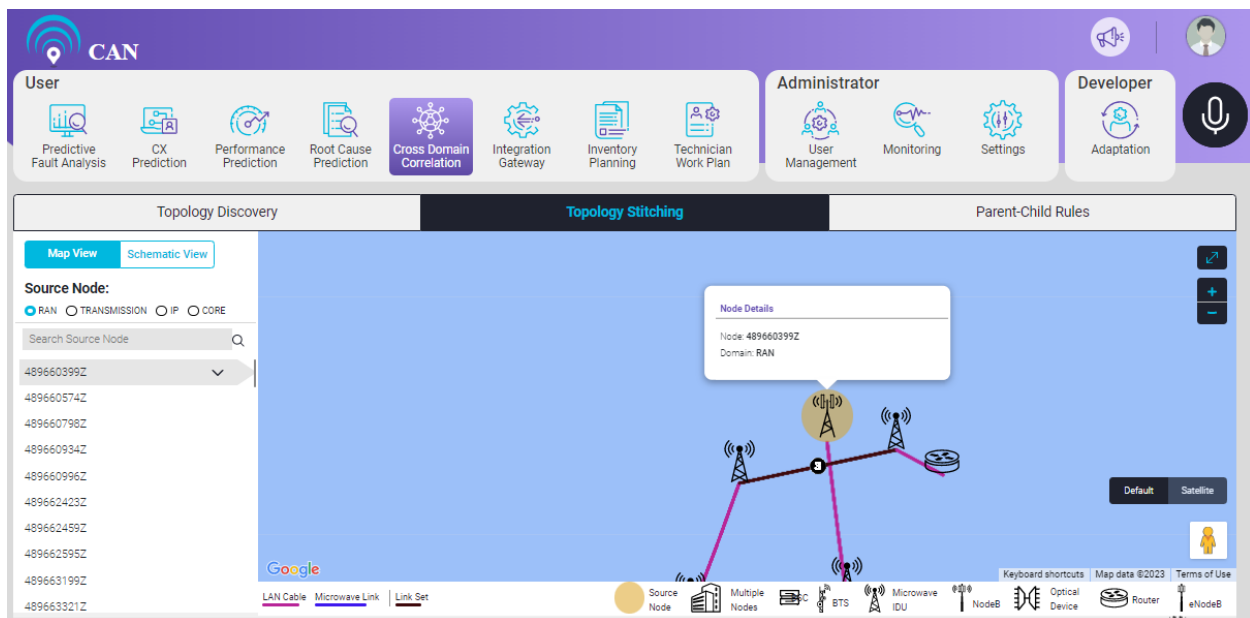 CAN
User
Administrator
Developer
Predictive
Fault Analysis
CX
Prediction
Performance
Prediction
Root Cause
Prediction
Cross Domain
Correlation
Integration
Gateway
Inventory
Planning
Technician
Work Plan
User
Management
Monitoring
Settings
Adaptation
Topology Discovery
Topology Stitching
Parent-Child Rules
Map View
Schematic View
Source Node:
RAN TRANSMISSION IP CORE
Search Source Node
489660399Z
489660574Z
489660798Z
489660934Z
489660996Z
489662423Z
489662459Z
489662595Z
489663199Z
489663321Z
Node Details
Node: 489660399Z
Domain: RAN
Default
Satellite
Google
Keyboard shortcuts
Map data ©2023
Terms of Use
LAN Cable
Microwave Link
Link Set
Source
Node
Multiple
Nodes
BTS
Microwave
IDU
NodeB
Optical
Device
Router
eNodeB